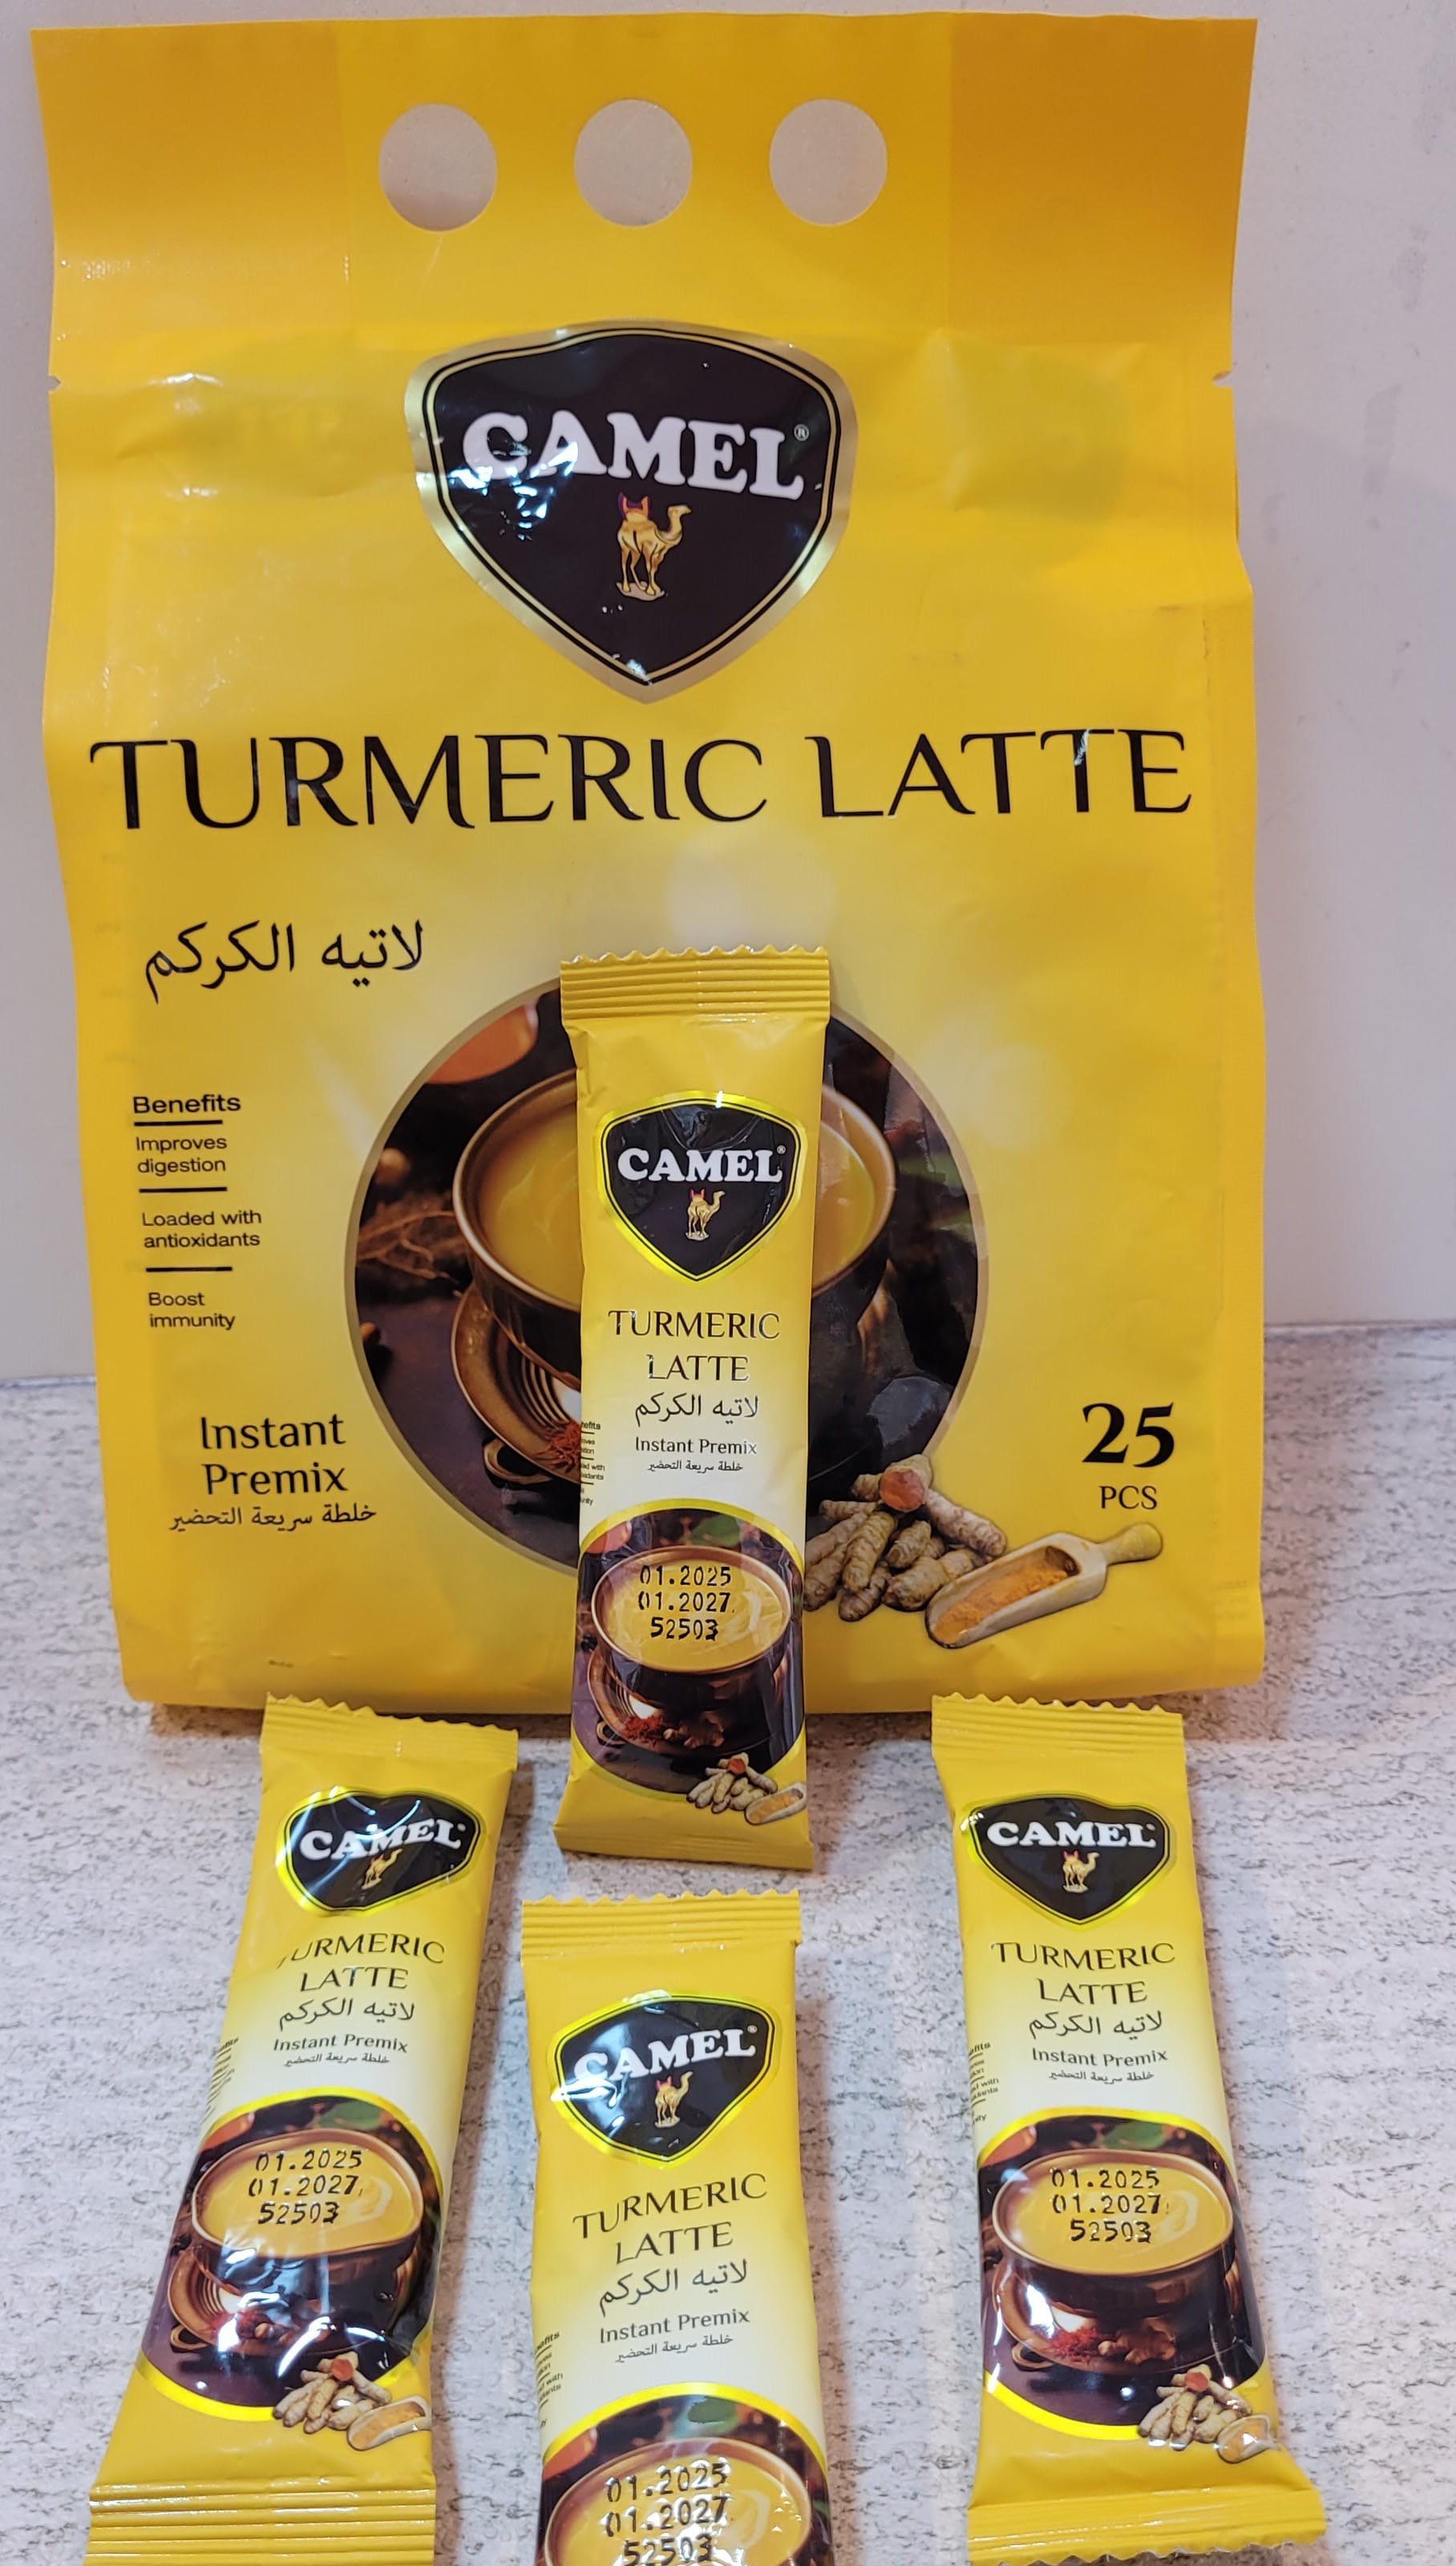 CAMEL®
TURMERIC LATTE
لاتيه الكركم
Benefits
Improves
digestion
Loaded with
antioxidants
Boost
immunity
Instant
Premix
خلطة سريعة التحضير
25
PCS
CAMEL®
TURMERIC
LATTE
لاتيه الكركم
Instant Premix
خلطة سريعة التحضير
01.2025
01.2027
52503
CAMEL
TURMERIC
LATTE
لاتيه الكركم
Instant Premix
خلطة سريعة التحضير
01.2025
01.2027
52503
CAMEL
TURMERIC
LATTE
لاتيه الكركم
Instant Premix
خلطة سريعة التحضير
01.2025
01.2027
52503
CAMEL
TURMERIC
LATTE
لاتيه الكركم
Instant Premix
خلطة سريعة التحضير
01.2025
01.2027
52503